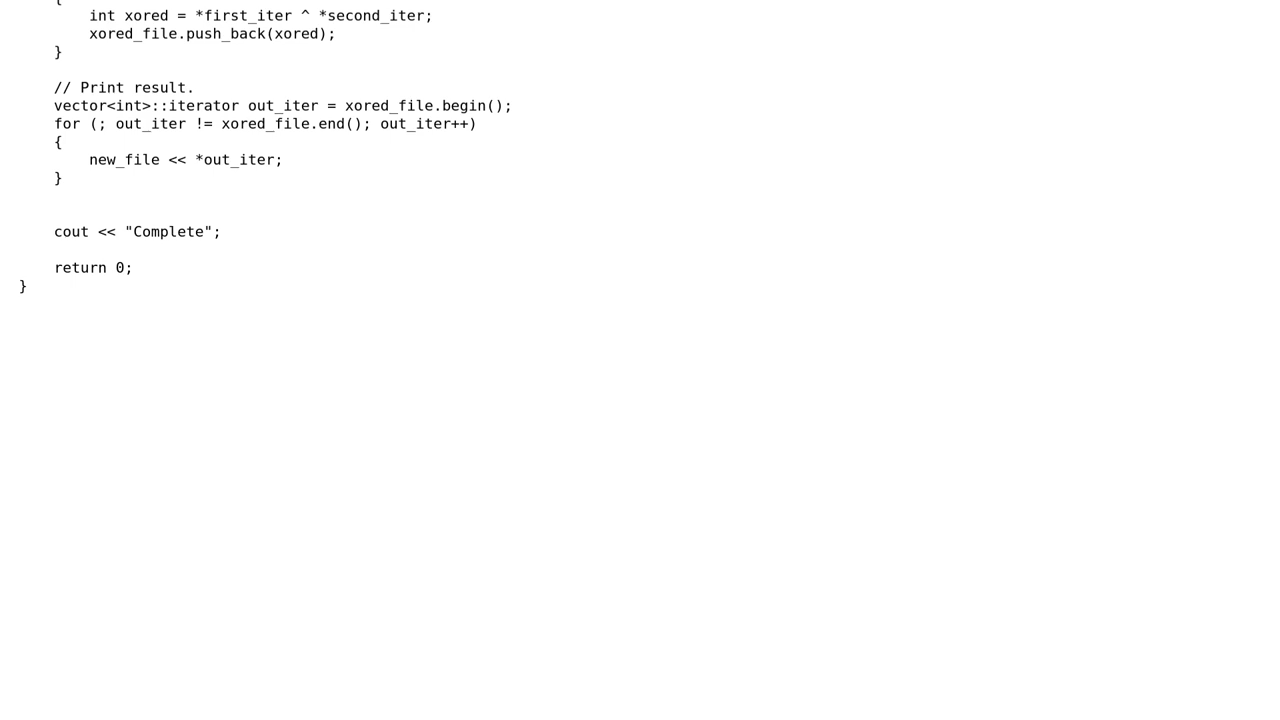 {
        int xored = *first_iter ^ *second_iter;
        xored_file.push_back(xored);
    }

    // Print result.
    vector<int>::iterator out_iter = xored_file.begin();
    for (; out_iter != xored_file.end(); out_iter++)
    {
        new_file << *out_iter;
    }


    cout << "Complete";

    return 0;
}